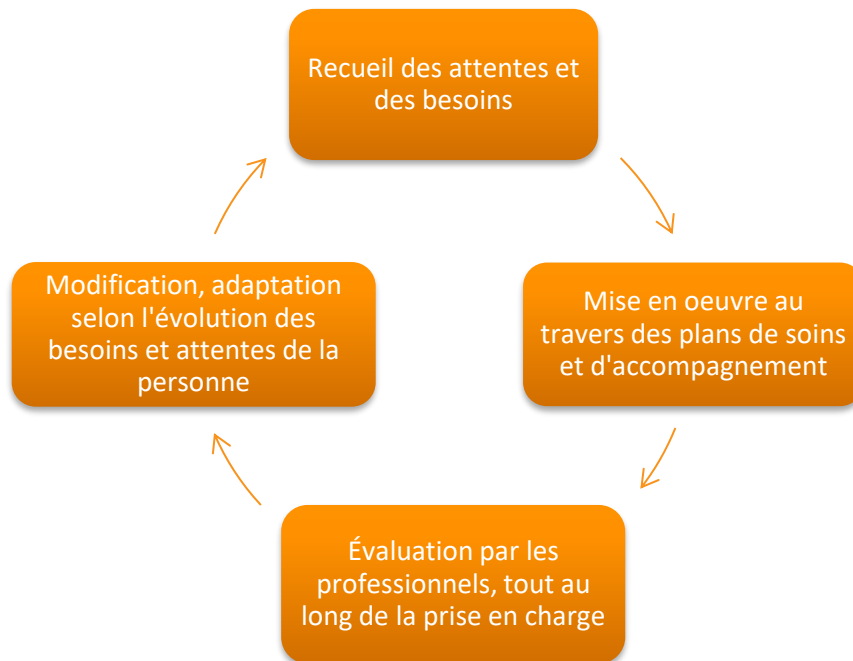 Recueil des attentes et
des besoins
Mise en oeuvre au
travers des plans de soins
et d'accompagnement
Évaluation par les
professionnels, tout au
long de la prise en charge
Modification, adaptation
selon l'évolution des
besoins et attentes de la
personne